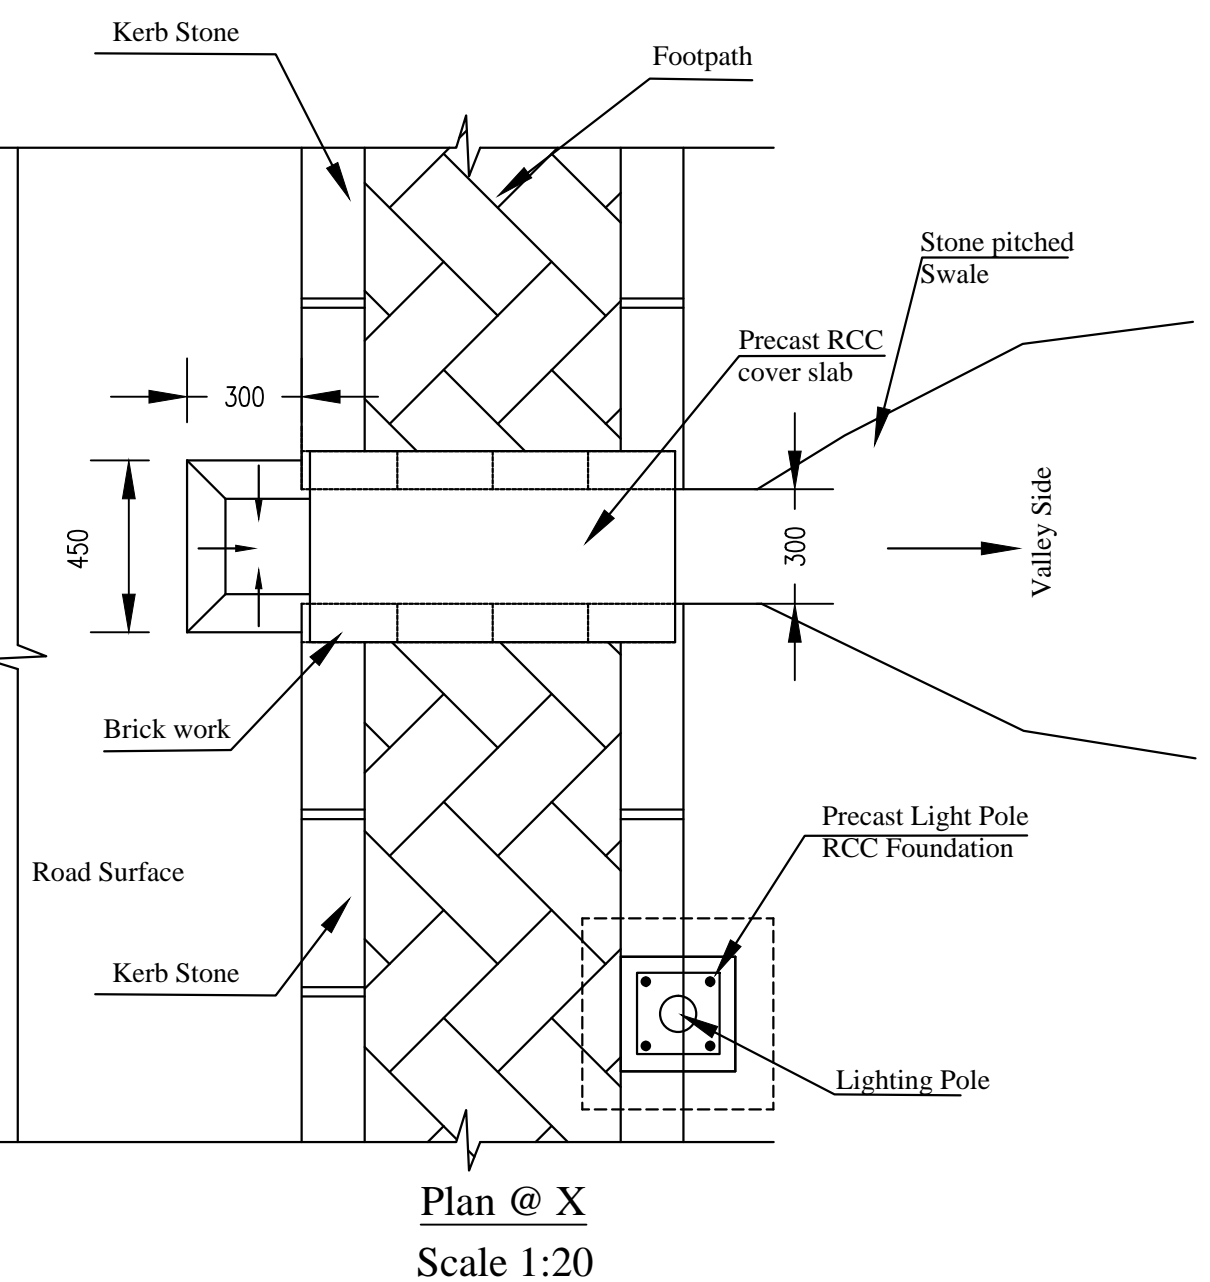 Kerb Stone
Footpath
Stone pitched
Swale
Precast RCC
cover slab
300
450
300
Valley Side
Brick work
Precast Light Pole
RCC Foundation
Road Surface
Kerb Stone
Lighting Pole
Plan @ X
Scale 1:20